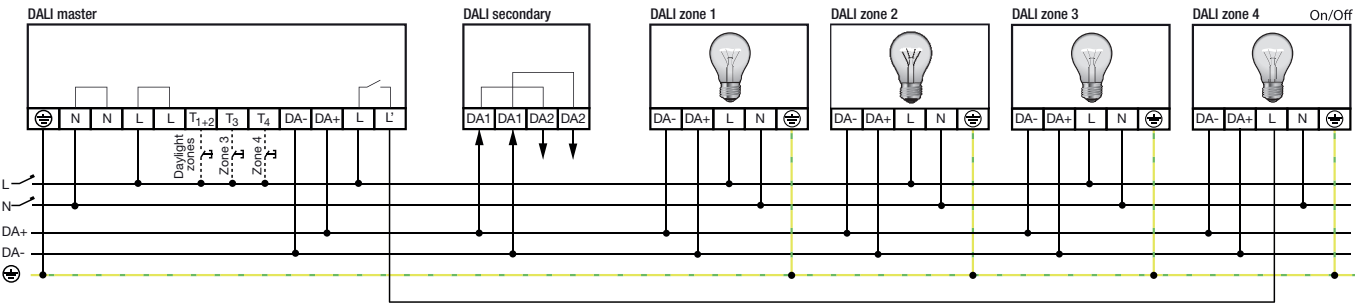 DALI master
DALI secondary
DALI zone 1
DALI zone 2
DALI zone 3
DALI zone 4
On/Off
N N L L T1+2 T3 T4 DA- DA+ L L'
DA1 DA1 DA2 DA2
DA- DA+ L N
DA- DA+ L N
DA- DA+ L N
DA- DA+ L N
Daylight
zones
Zone 3
Zone 4
L
N
DA+
DA-